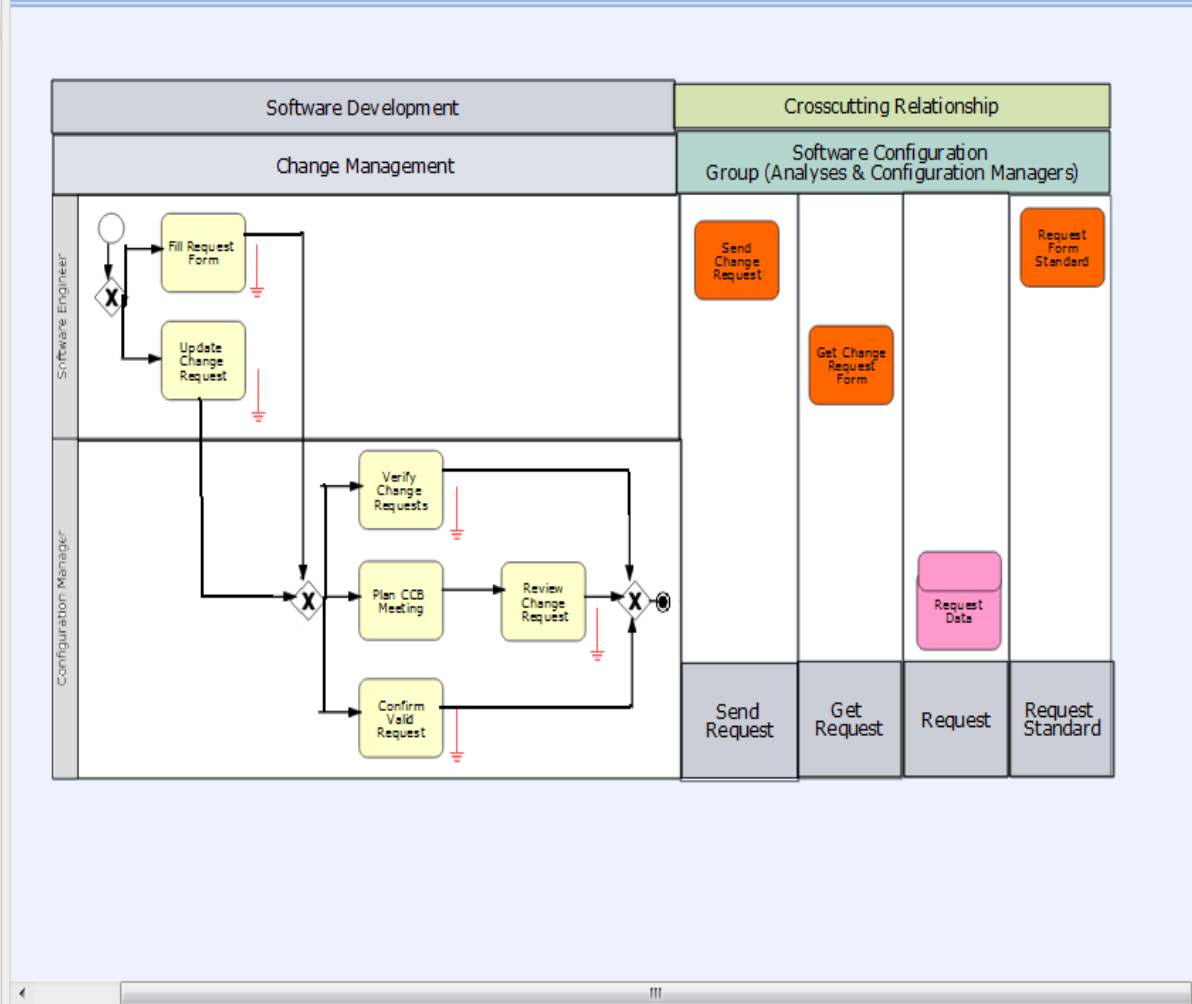 Software Development
Crosscutting Relationship
Change Management
Software Configuration
Group (Analyses & Configuration Managers)
Software Engineer
X
Fill Request
Form
Update
Change
Request
Send
Change
Request
Get Change
Request
Form
Request
Form
Standard
Configuration Manager
Verify
Change
Requests
X
Plan CCB
Meeting
Review
Change
Request
X
Confirm
Valid
Request
Request
Data
Send
Request
Get
Request
Request
Request
Standard